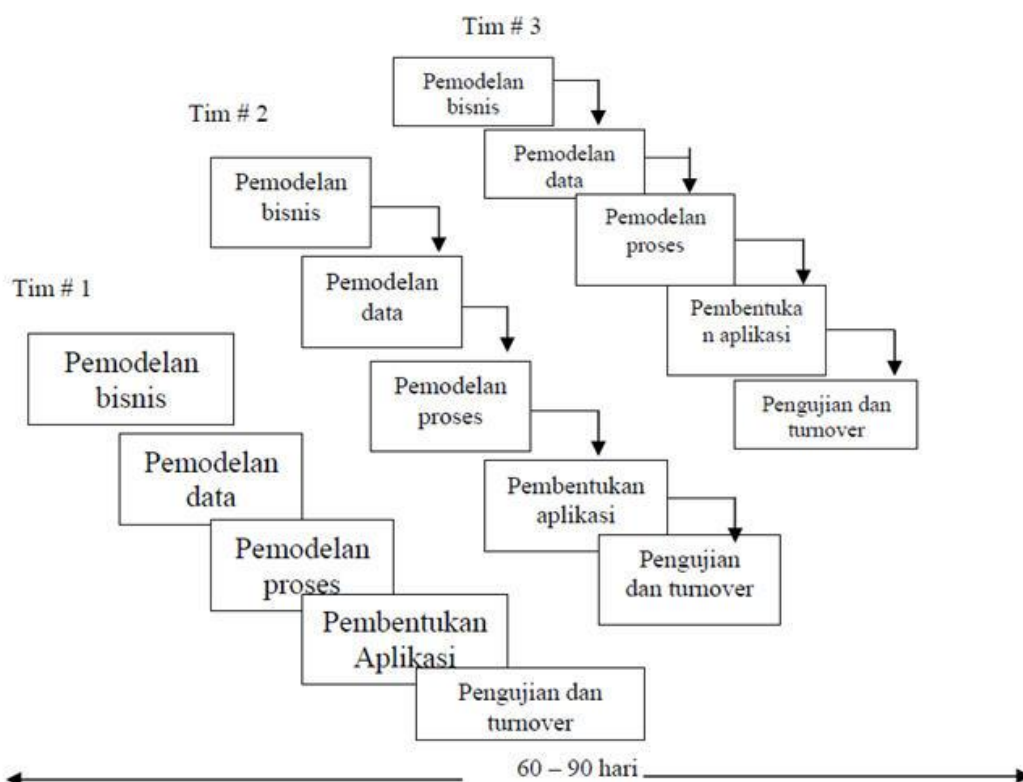 Tim # 3
Pemodelan
bisnis
Pemodelan
data
Pemodelan
proses
Pembentuka
n aplikasi
Pengujian dan
turnover
Tim # 2
Pemodelan
bisnis
Pemodelan
data
Pemodelan
proses
Pembentukan
aplikasi
Pengujian
dan turnover
Tim # 1
Pemodelan
bisnis
Pemodelan
data
Pemodelan
proses
Pembentukan
Aplikasi
Pengujian dan
turnover
60 – 90 hari